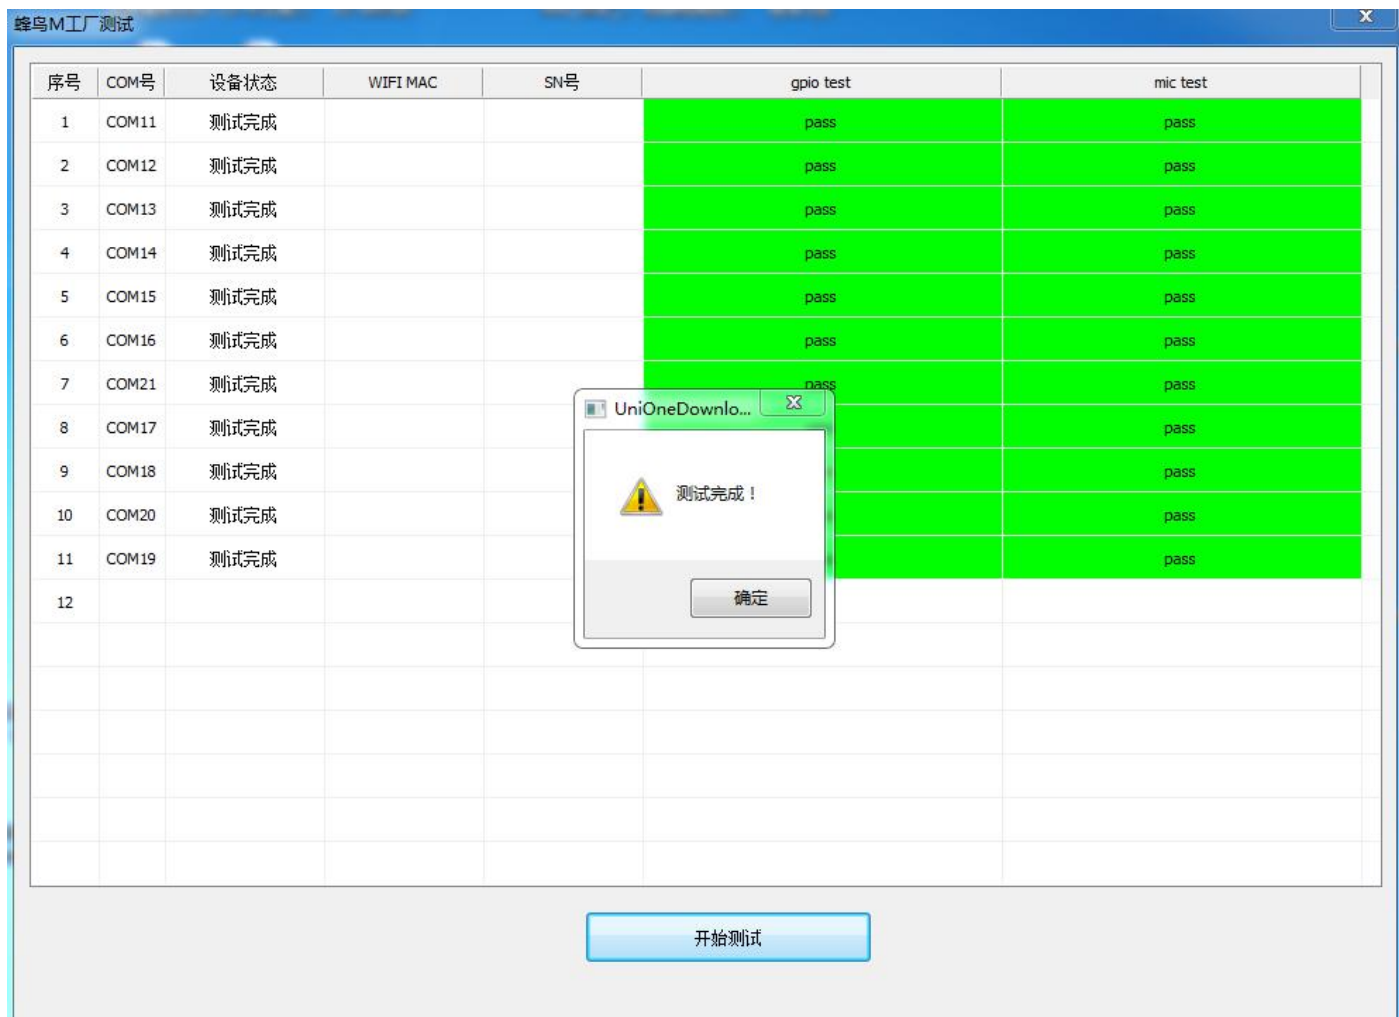 蜂鸟M工厂测试
序号 COM号 设备状态 WIFI MAC SN号 gpio test mic test
1 COM11 测试完成 pass pass
2 COM12 测试完成 pass pass
3 COM13 测试完成 pass pass
4 COM14 测试完成 pass pass
5 COM15 测试完成 pass pass
6 COM16 测试完成 pass pass
7 COM21 测试完成 pass pass
8 COM17 测试完成 pass
9 COM18 测试完成 pass
10 COM20 测试完成 pass
11 COM19 测试完成 pass
12
UniOneDownlo...
测试完成！
确定
开始测试